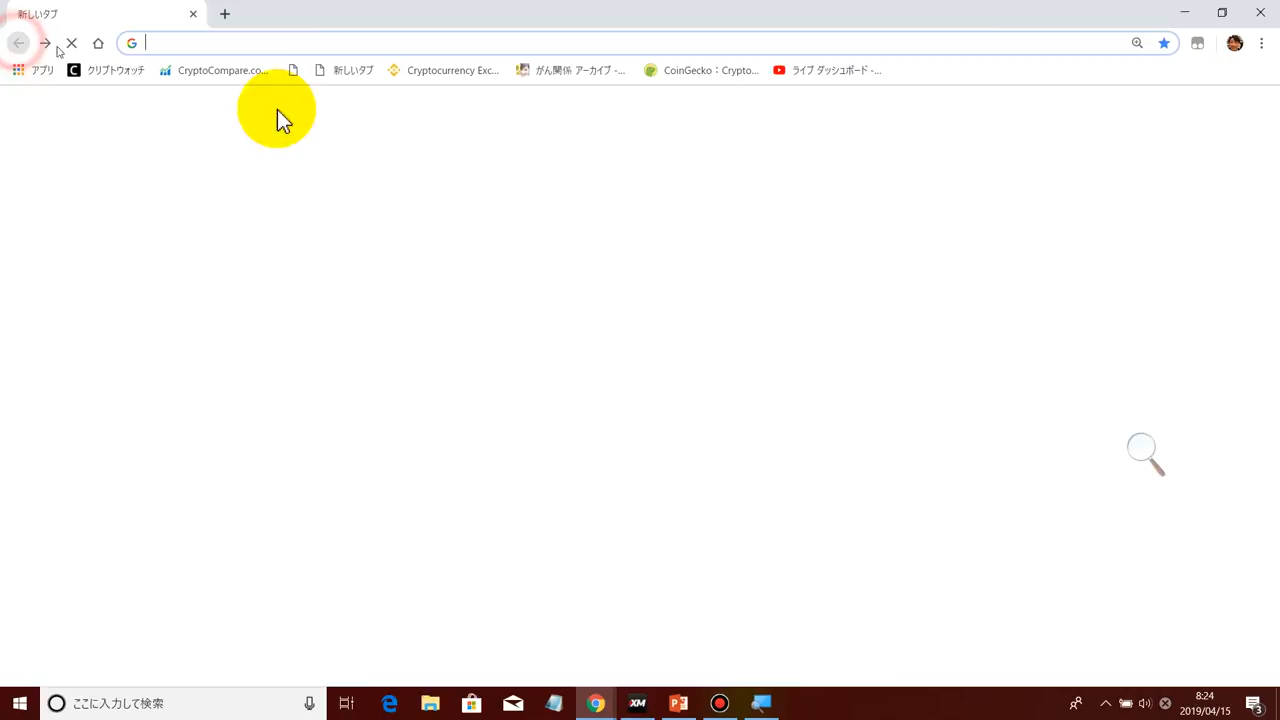 新しいタブ
アプリ クリプトウォッチ CryptoCompare.co... 新しいタブ Cryptocurrency Exc... がん関係 アーカイブ -... CoinGecko：Crypto... ライブ ダッシュボード -...
ここに入力して検索
XM
8:24
2019/04/15
3